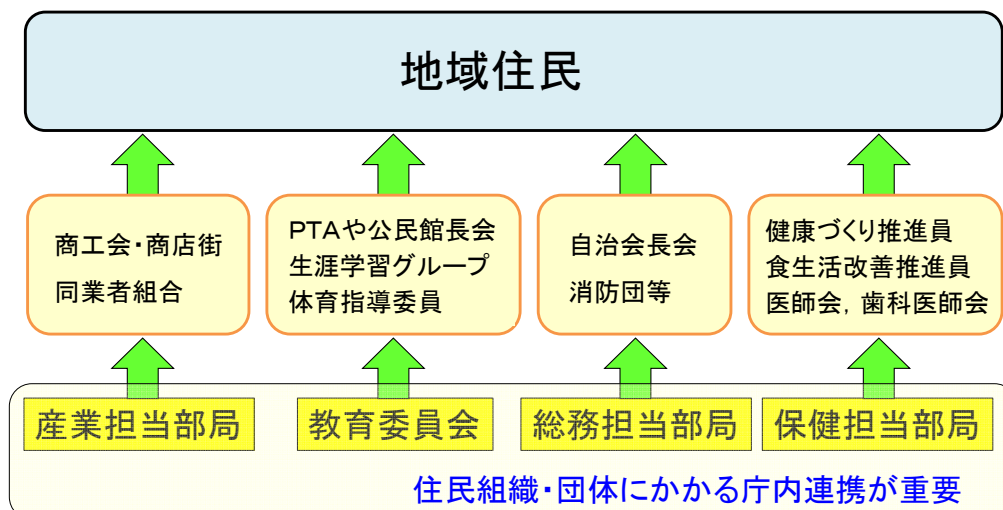 地域住民
商工会・商店街
同業者組合
PTAや公民館長会
生涯学習グループ
体育指導委員
自治会長会
消防団等
健康づくり推進員
食生活改善推進員
医師会，歯科医師会
産業担当部局
教育委員会
総務担当部局
保健担当部局
住民組織・団体にかかる庁内連携が重要